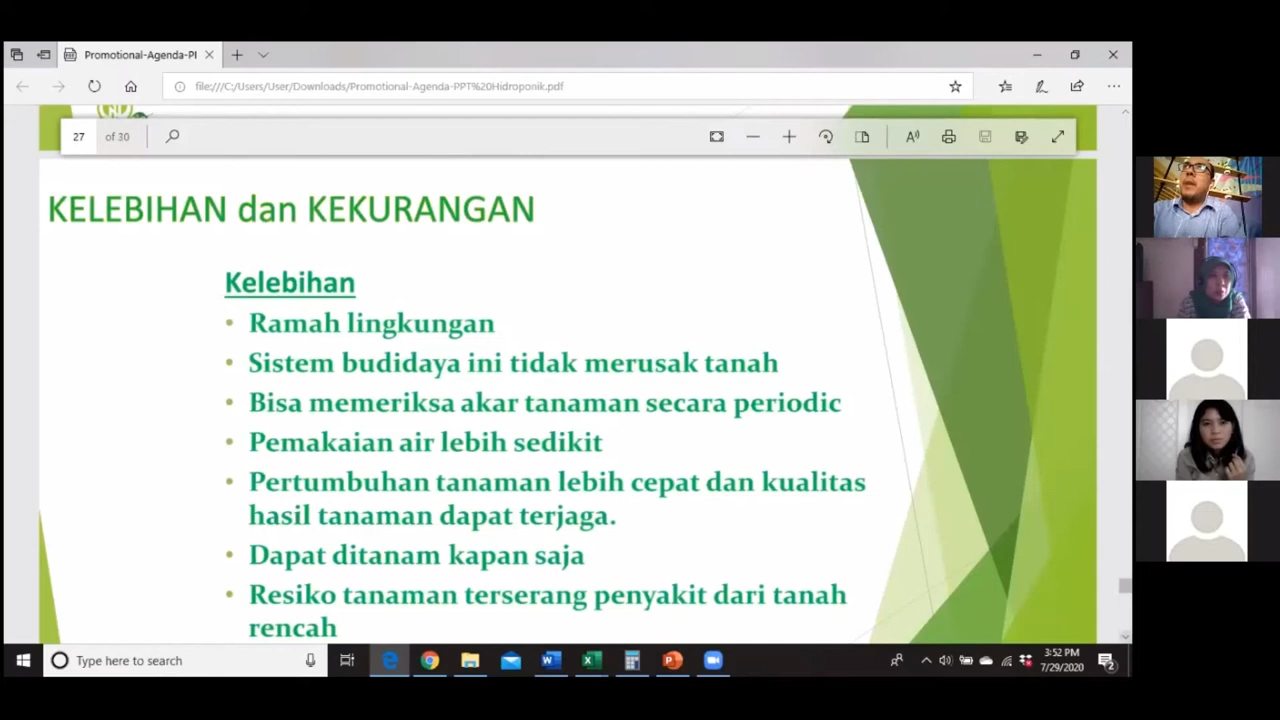 Promotional-Agenda-PI
file:///C:/Users/User/Downloads/Promotional-Agenda-PPT%20Hidroponik.pdf
27 of 30
KELEBIHAN dan KEKURANGAN
Kelebihan
• Ramah lingkungan
• Sistem budidaya ini tidak merusak tanah
• Bisa memeriksa akar tanaman secara periodic
• Pemakaian air lebih sedikit
• Pertumbuhan tanaman lebih cepat dan kualitas
hasil tanaman dapat terjaga.
• Dapat ditanam kapan saja
• Resiko tanaman terserang penyakit dari tanah
rencah
Type here to search
3:52 PM
7/29/2020
2